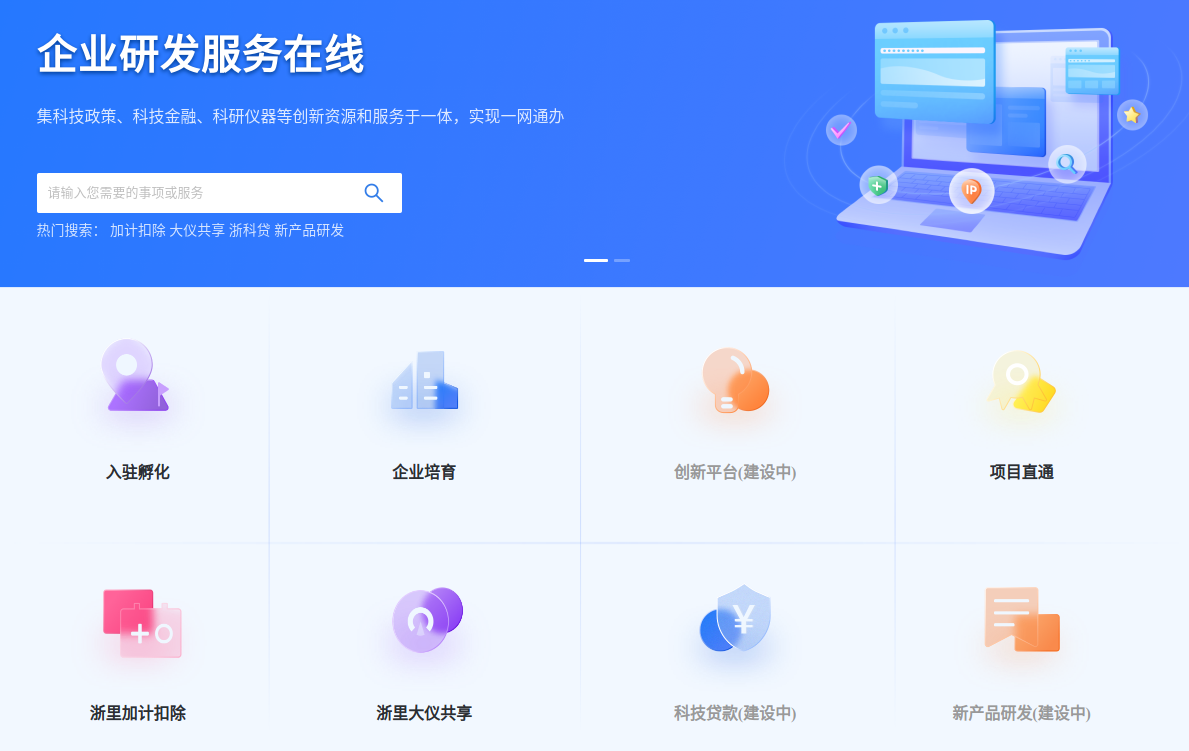 企业研发服务在线
集科技政策、科技金融、科研仪器等创新资源和服务于一体，实现一网通办
请输入您需要的事项或服务
热门搜索： 加计扣除 大仪共享 浙科贷 新产品研发
IP
入驻孵化
企业培育
创新平台(建设中)
项目直通
¥
浙里加计扣除
浙里大仪共享
科技贷款(建设中)
新产品研发(建设中)